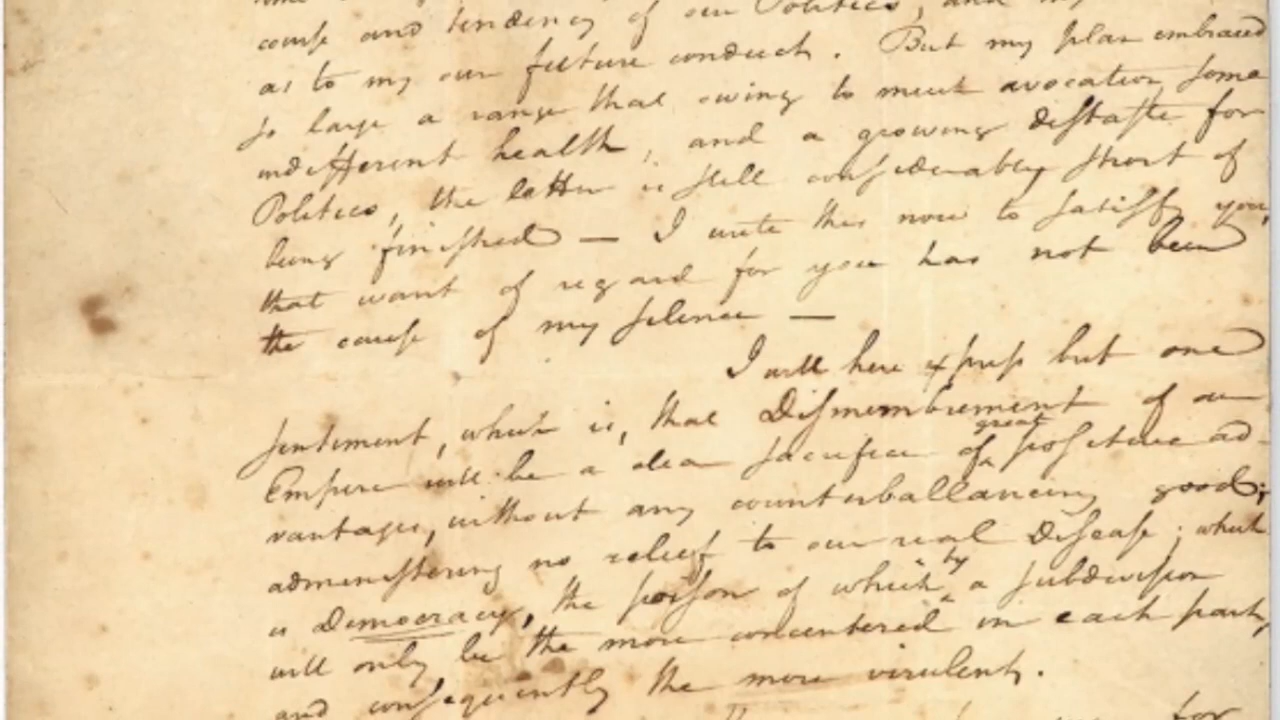 course and tendency of our Politics, and my
as to my own future conduct. But my plan embraced
so large a range that owing to much avocation some
indifferent health, and a growing distaste for
Politics, the letter is still considerably short of
being finished — I write this now to satisfy you,
that want of regard for you has not been
the cause of my silence —
I will here express but one
sentiment, which is, that Dismembrement of our
Empire will be a clear sacrifice of great positive ad-
vantages, without any counterballancing good;
administering no relief to our real Disease; which
is Democracy, the poison of which by a subdivision
will only be the more concentered in each part,
and consequently the more virulent.
for